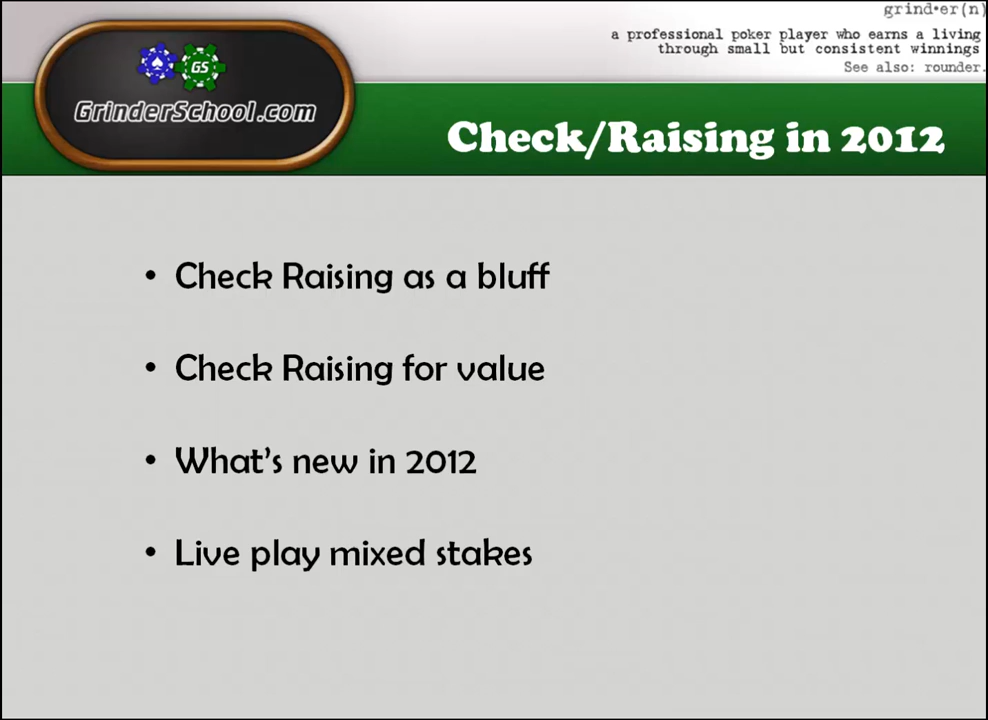 grind•er(n)
a professional poker player who earns a living
through small but consistent winnings
See also: rounder.
GS
GrinderSchool.com
Check/Raising in 2012
• Check Raising as a bluff
• Check Raising for value
• What's new in 2012
• Live play mixed stakes